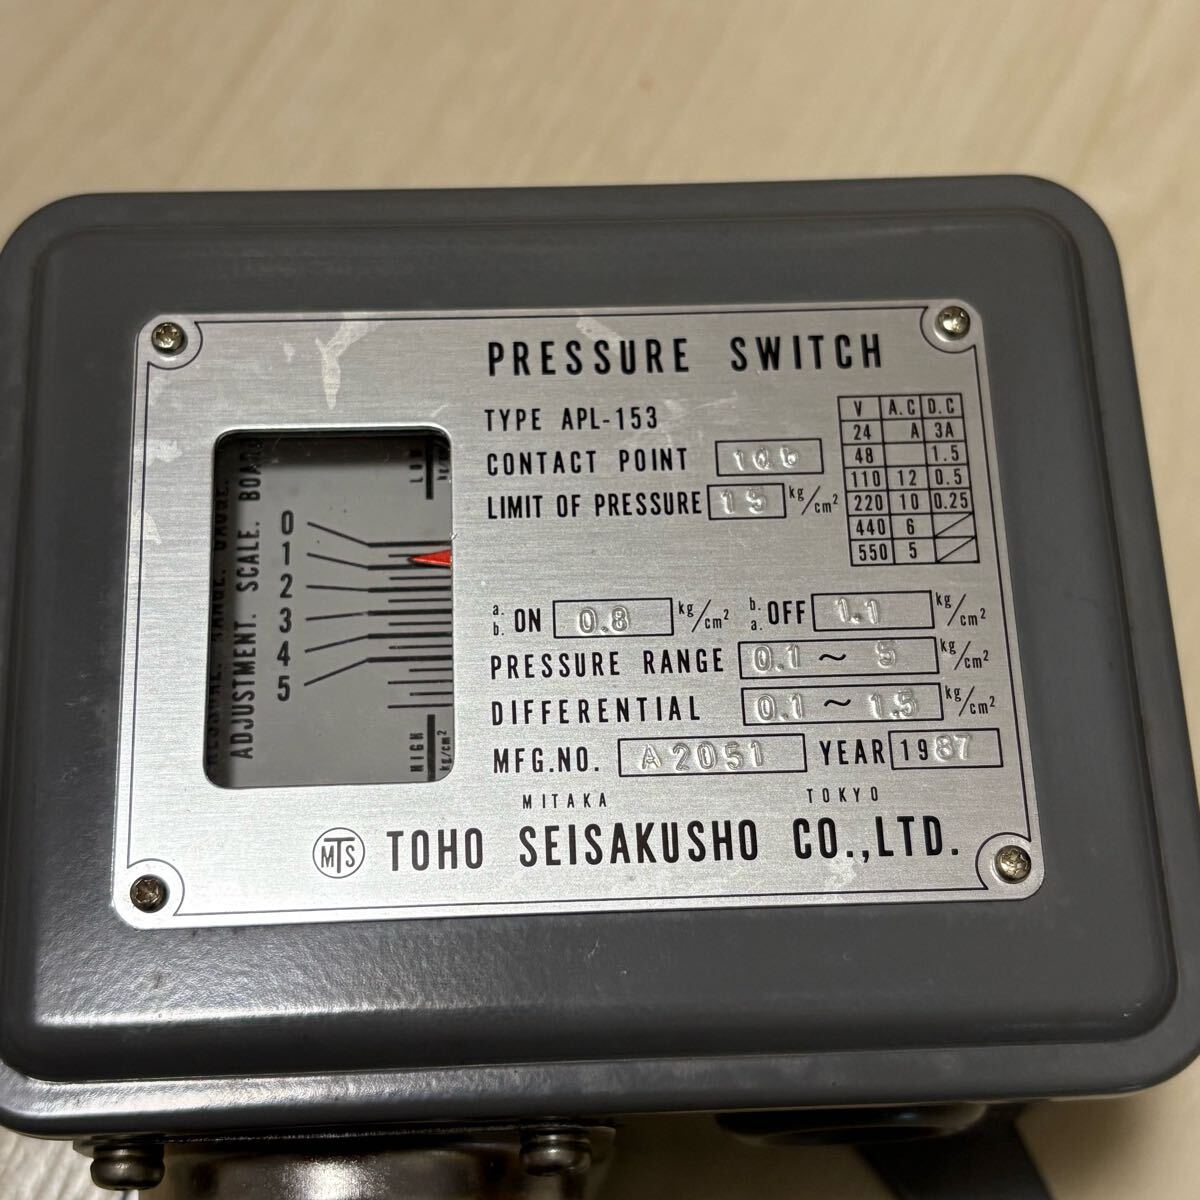 PRESSURE SWITCH
TYPE APL-153
CONTACT POINT
LIMIT OF PRESSURE 15 kg/cm²
V A.C D.C
24 A 3A
48 1.5
110 12 0.5
220 10 0.25
440 6
550 5
a. b. ON 0.8 kg/cm² b. a. OFF 1.1 kg/cm²
PRESSURE RANGE 0.1 ~ 5 kg/cm²
DIFFERENTIAL 0.1 ~ 1.5 kg/cm²
MFG.NO. A2051 YEAR 1987
MITAKA TOKYO
MTS TOHO SEISAKUSHO CO.,LTD.
ADJUSTMENT. SCALE. BOARD
LOW kg/cm²
0
1
2
3
4
5
HIGH kg/cm²